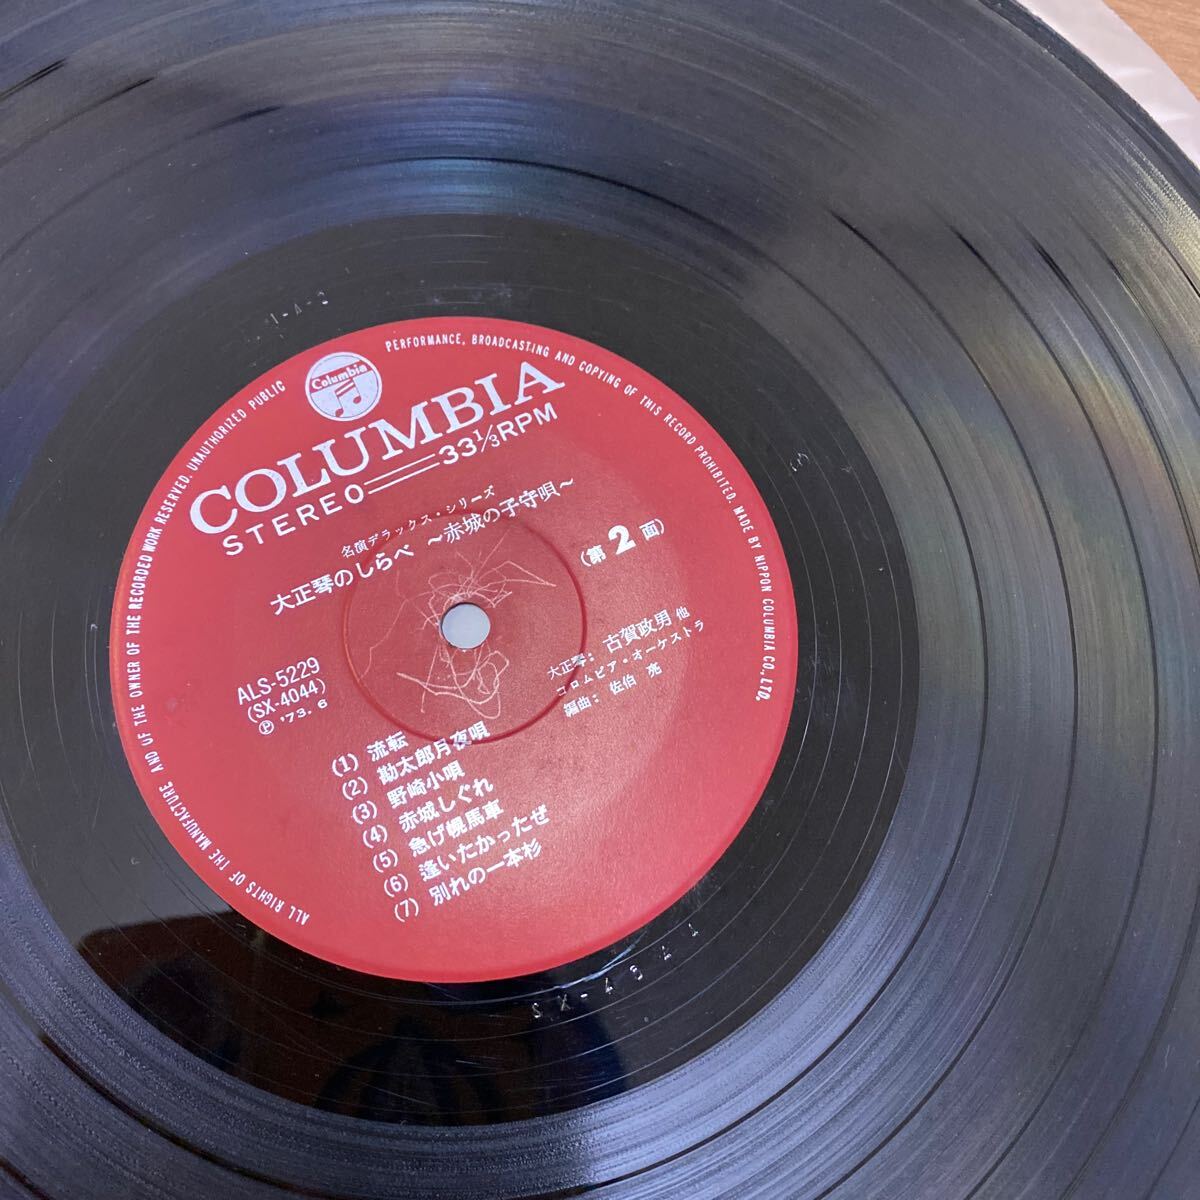 ALL RIGHTS OF THE MANUFACTURE AND OF THE OWNER OF THE RECORDED WORK RESERVED. UNAUTHORIZED PUBLIC PERFORMANCE, BROADCASTING AND COPYING OF THIS RECORD PROHIBITED. MADE BY NIPPON COLUMBIA CO., LTD.
Columbia
COLUMBIA
STEREO 33⅓RPM
名演デラックス・シリーズ
大正琴のしらべ ～赤城の子守唄～
(第2面)
ALS-5229
(SX-4044)
Ⓟ '73.6
大正琴: 古賀政男 他
コロムビア・オーケストラ
編曲: 佐伯 亮
(1) 流転
(2) 勘太郎月夜唄
(3) 野崎小唄
(4) 赤城しぐれ
(5) 急げ幌馬車
(6) 逢いたかったぜ
(7) 別れの一本杉